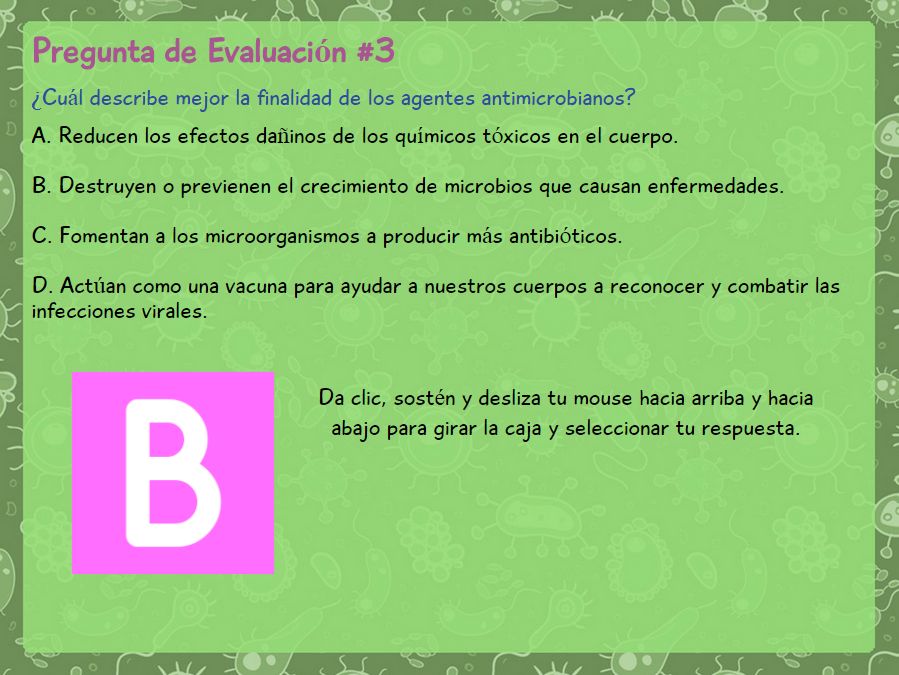 Pregunta de Evaluación #3
¿Cuál describe mejor la finalidad de los agentes antimicrobianos?
A. Reducen los efectos dañinos de los químicos tóxicos en el cuerpo.
B. Destruyen o previenen el crecimiento de microbios que causan enfermedades.
C. Fomentan a los microorganismos a producir más antibióticos.
D. Actúan como una vacuna para ayudar a nuestros cuerpos a reconocer y combatir las
infecciones virales.
B
Da clic, sostén y desliza tu mouse hacia arriba y hacia
abajo para girar la caja y seleccionar tu respuesta.